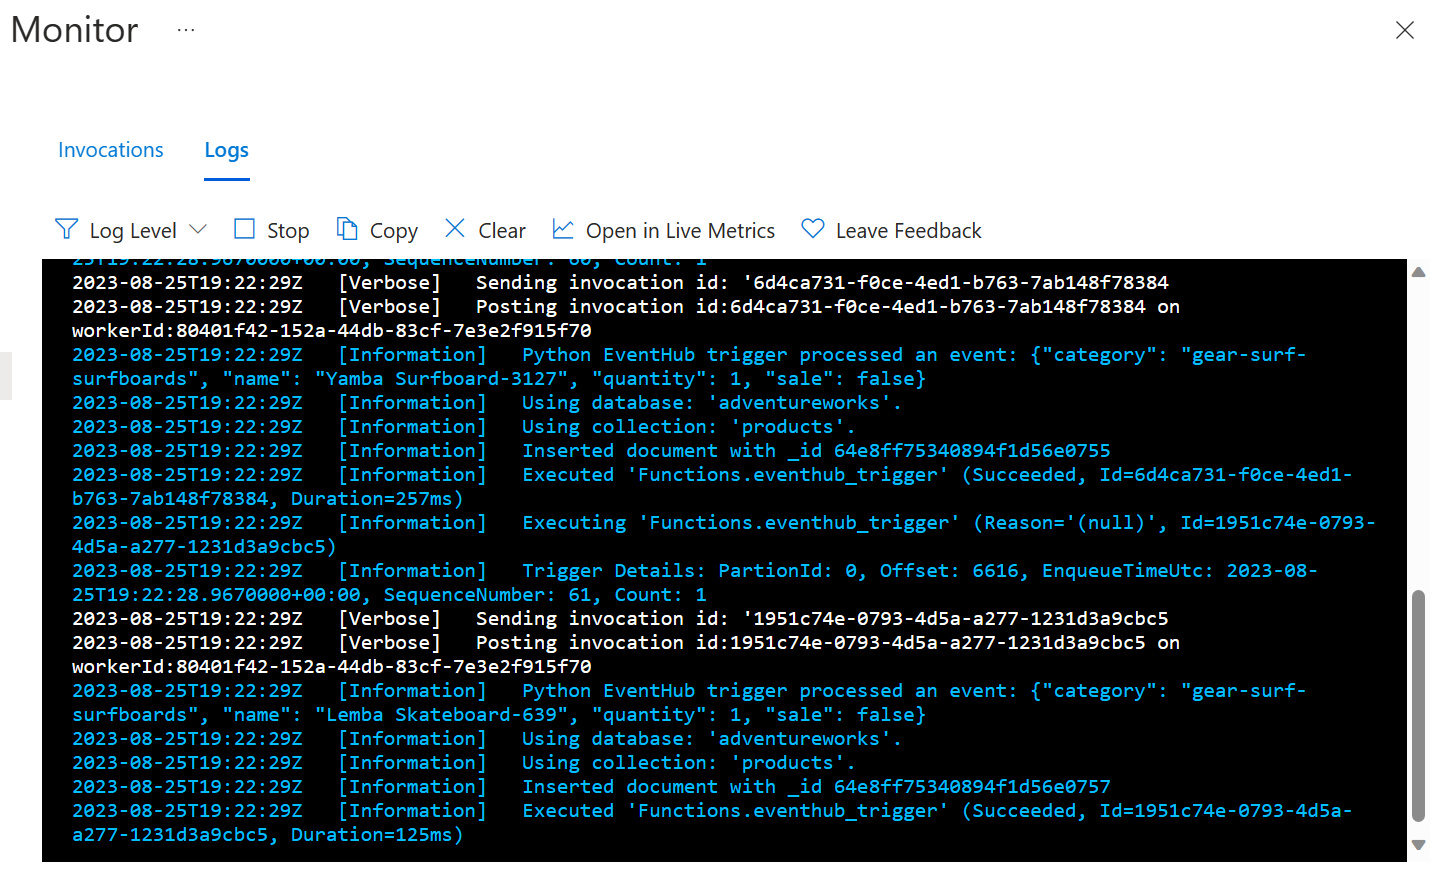 Monitor ...
Invocations Logs
Log Level Stop Copy Clear Open in Live Metrics Leave Feedback
25T19:22:28.9670000+00:00, SequenceNumber: 60, Count: 1
2023-08-25T19:22:29Z [Verbose] Sending invocation id: '6d4ca731-f0ce-4ed1-b763-7ab148f78384
2023-08-25T19:22:29Z [Verbose] Posting invocation id:6d4ca731-f0ce-4ed1-b763-7ab148f78384 on
workerId:80401f42-152a-44db-83cf-7e3e2f915f70
2023-08-25T19:22:29Z [Information] Python EventHub trigger processed an event: {"category": "gear-surf-
surfboards", "name": "Yamba Surfboard-3127", "quantity": 1, "sale": false}
2023-08-25T19:22:29Z [Information] Using database: 'adventureworks'.
2023-08-25T19:22:29Z [Information] Using collection: 'products'.
2023-08-25T19:22:29Z [Information] Inserted document with _id 64e8ff75340894f1d56e0755
2023-08-25T19:22:29Z [Information] Executed 'Functions.eventhub_trigger' (Succeeded, Id=6d4ca731-f0ce-4ed1-
b763-7ab148f78384, Duration=257ms)
2023-08-25T19:22:29Z [Information] Executing 'Functions.eventhub_trigger' (Reason='(null)', Id=1951c74e-0793-
4d5a-a277-1231d3a9cbc5)
2023-08-25T19:22:29Z [Information] Trigger Details: PartionId: 0, Offset: 6616, EnqueueTimeUtc: 2023-08-
25T19:22:28.9670000+00:00, SequenceNumber: 61, Count: 1
2023-08-25T19:22:29Z [Verbose] Sending invocation id: '1951c74e-0793-4d5a-a277-1231d3a9cbc5
2023-08-25T19:22:29Z [Verbose] Posting invocation id:1951c74e-0793-4d5a-a277-1231d3a9cbc5 on
workerId:80401f42-152a-44db-83cf-7e3e2f915f70
2023-08-25T19:22:29Z [Information] Python EventHub trigger processed an event: {"category": "gear-surf-
surfboards", "name": "Lemba Skateboard-639", "quantity": 1, "sale": false}
2023-08-25T19:22:29Z [Information] Using database: 'adventureworks'.
2023-08-25T19:22:29Z [Information] Using collection: 'products'.
2023-08-25T19:22:29Z [Information] Inserted document with _id 64e8ff75340894f1d56e0757
2023-08-25T19:22:29Z [Information] Executed 'Functions.eventhub_trigger' (Succeeded, Id=1951c74e-0793-4d5a-
a277-1231d3a9cbc5, Duration=125ms)